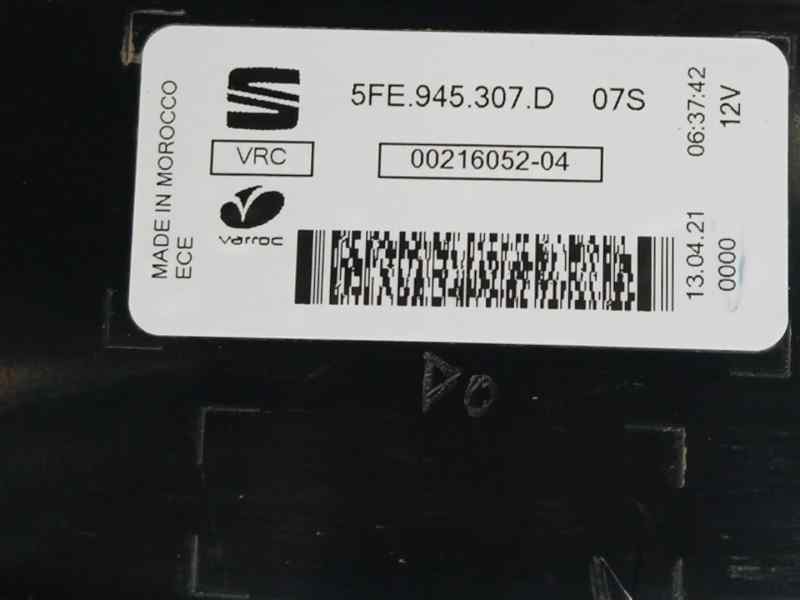 5FE.945.307.D 07S
VRC
00216052-04
varroc
MADE IN MOROCCO
ECE
13.04.21 06:37:42
0000 12V